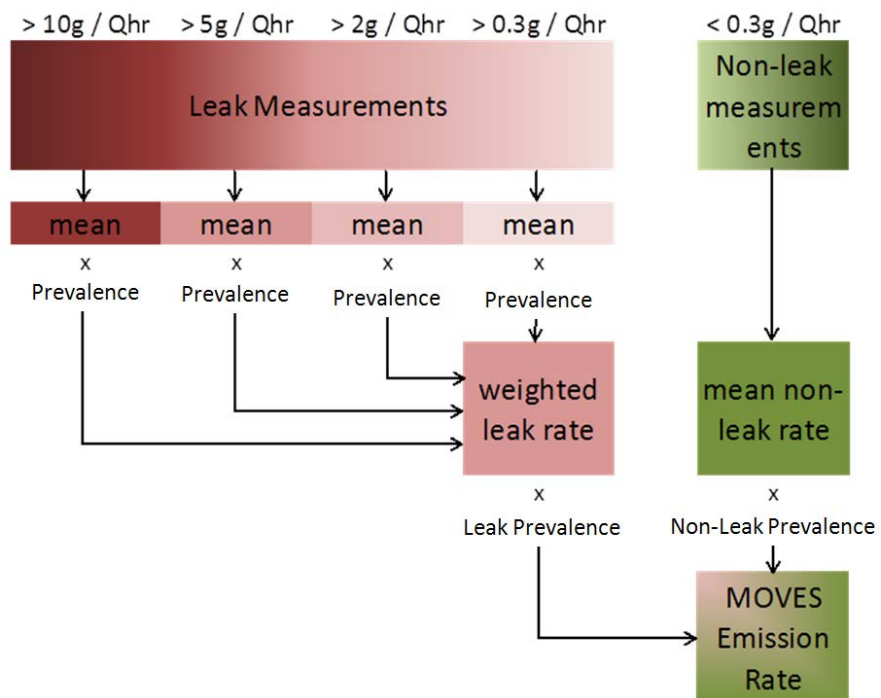 > 10g / Qhr > 5g / Qhr > 2g / Qhr > 0.3g / Qhr < 0.3g / Qhr
Leak Measurements
Non-leak
measurem
ents
mean mean mean mean
x x x x
Prevalence Prevalence Prevalence Prevalence
weighted
leak rate
mean non-
leak rate
x x
Leak Prevalence Non-Leak Prevalence
MOVES
Emission
Rate